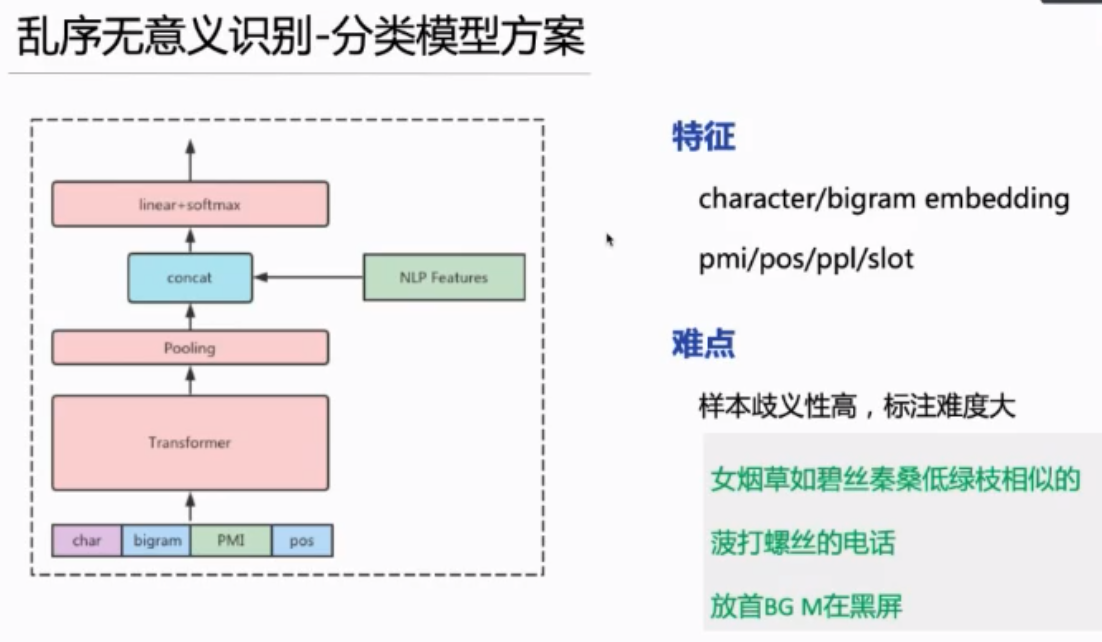 乱序无意义识别-分类模型方案
linear+softmax
concat
NLP Features
Pooling
Transformer
char bigram PMI pos
特征
character/bigram embedding
pmi/pos/ppl/slot
难点
样本歧义性高，标注难度大
女烟草如碧丝秦桑低绿枝相似的
菠打螺丝的电话
放首BG M在黑屏